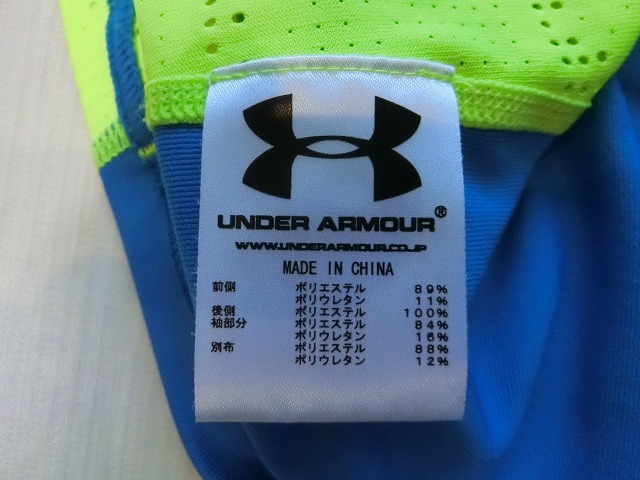 UNDER ARMOUR®
WWW.UNDERARMOUR.CO.JP
MADE IN CHINA
前側 ポリエステル 89%
ポリウレタン 11%
後側 ポリエステル 100%
袖部分 ポリエステル 84%
ポリウレタン 16%
別布 ポリエステル 88%
ポリウレタン 12%